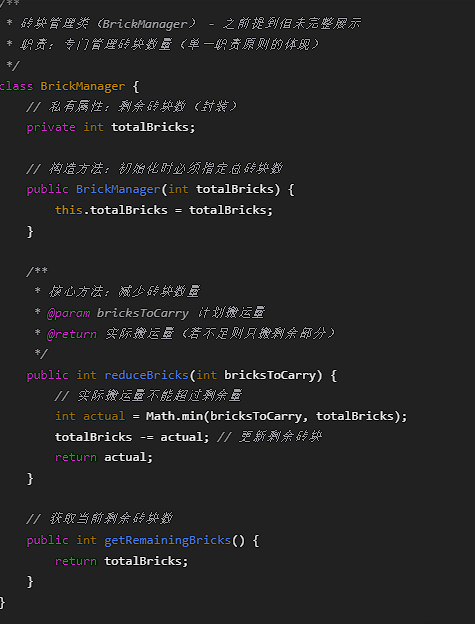 /**
 * 砖块管理类（BrickManager） - 之前提到但未完整展示
 * 职责：专门管理砖块数量（单一职责原则的体现）
 */
class BrickManager {
    // 私有属性：剩余砖块数（封装）
    private int totalBricks;

    // 构造方法：初始化时必须指定总砖块数
    public BrickManager(int totalBricks) {
        this.totalBricks = totalBricks;
    }

    /**
     * 核心方法：减少砖块数量
     * @param bricksToCarry 计划搬运量
     * @return 实际搬运量（若不足则只搬剩余部分）
     */
    public int reduceBricks(int bricksToCarry) {
        // 实际搬运量不能超过剩余量
        int actual = Math.min(bricksToCarry, totalBricks);
        totalBricks -= actual; // 更新剩余砖块
        return actual;
    }

    // 获取当前剩余砖块数
    public int getRemainingBricks() {
        return totalBricks;
    }
}